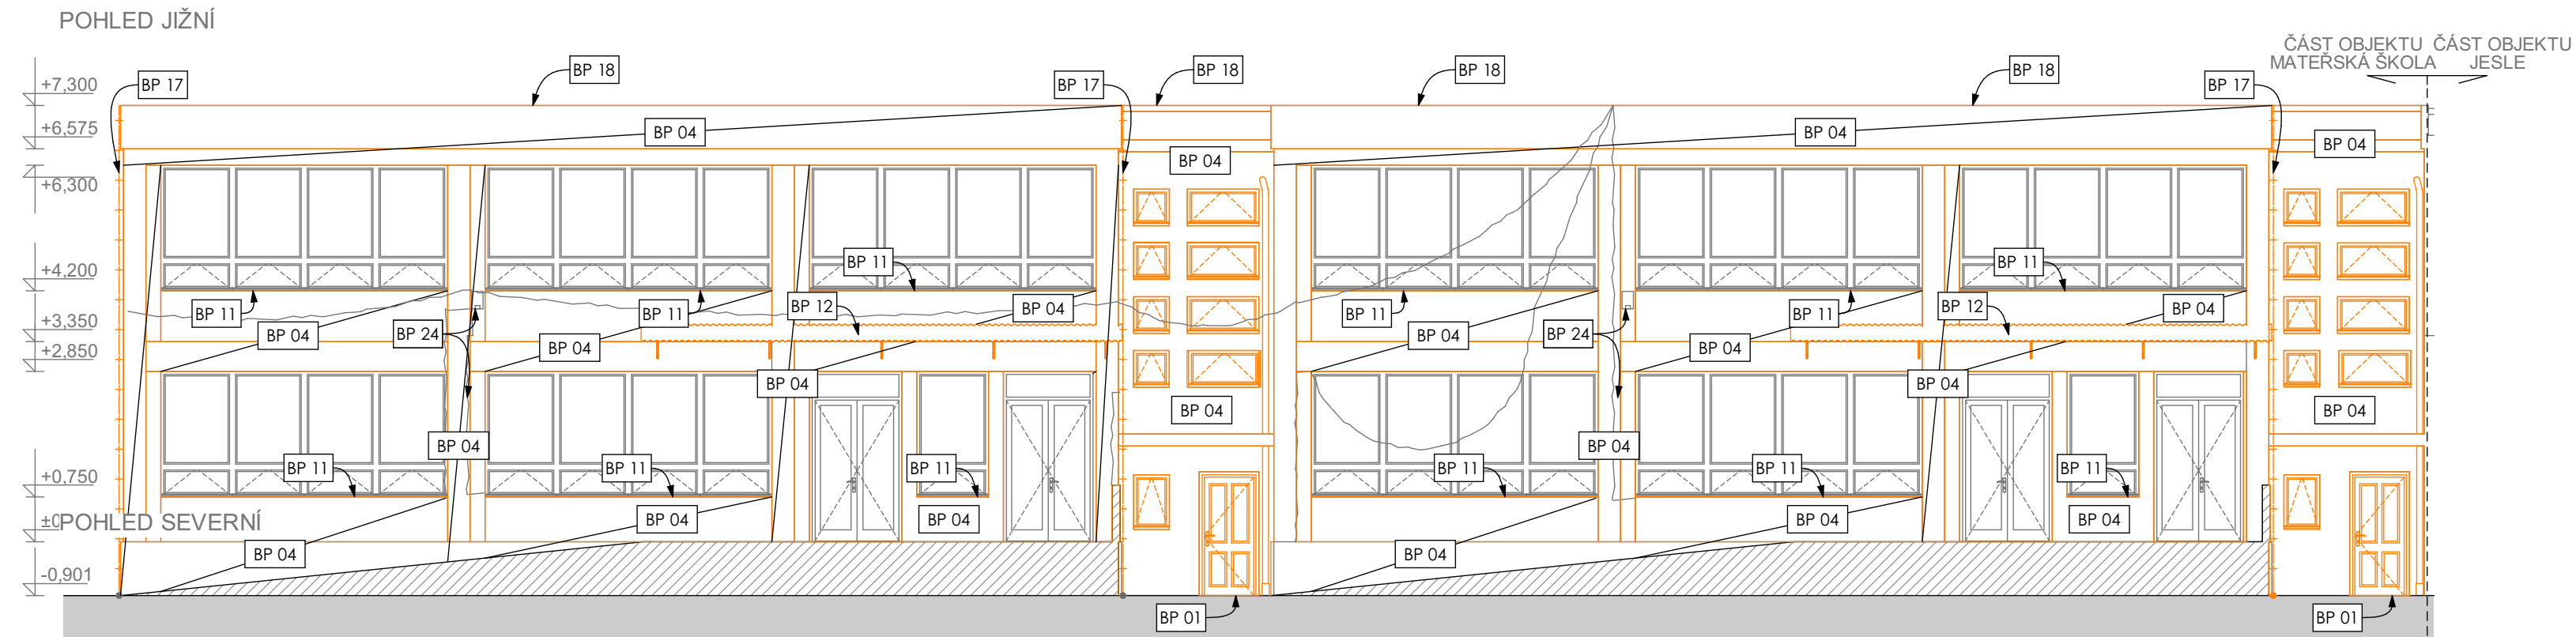 POHLED JIŽNÍ
ČÁST OBJEKTU ČÁST OBJEKTU
MATEŘSKÁ ŠKOLA JESLE
BP 18 BP 18 BP 18 BP 18
+7,300 BP 17 BP 17 BP 17
+6,575 BP 04 BP 04 BP 04
BP 04
+6,300
BP 11 BP 11
+4,200
BP 11 BP 11 BP 12 BP 04 BP 11 BP 11 BP 12 BP 04
+3,350 BP 04 BP 24 BP 04 BP 24
+2,850 BP 04 BP 04
BP 04 BP 04
BP 04 BP 04
BP 04 BP 04
+0,750 BP 11 BP 11 BP 11 BP 11 BP 11 BP 11
±0 POHLED SEVERNÍ BP 04 BP 04 BP 04 BP 04
BP 04 BP 04
-0,901
BP 01 BP 01